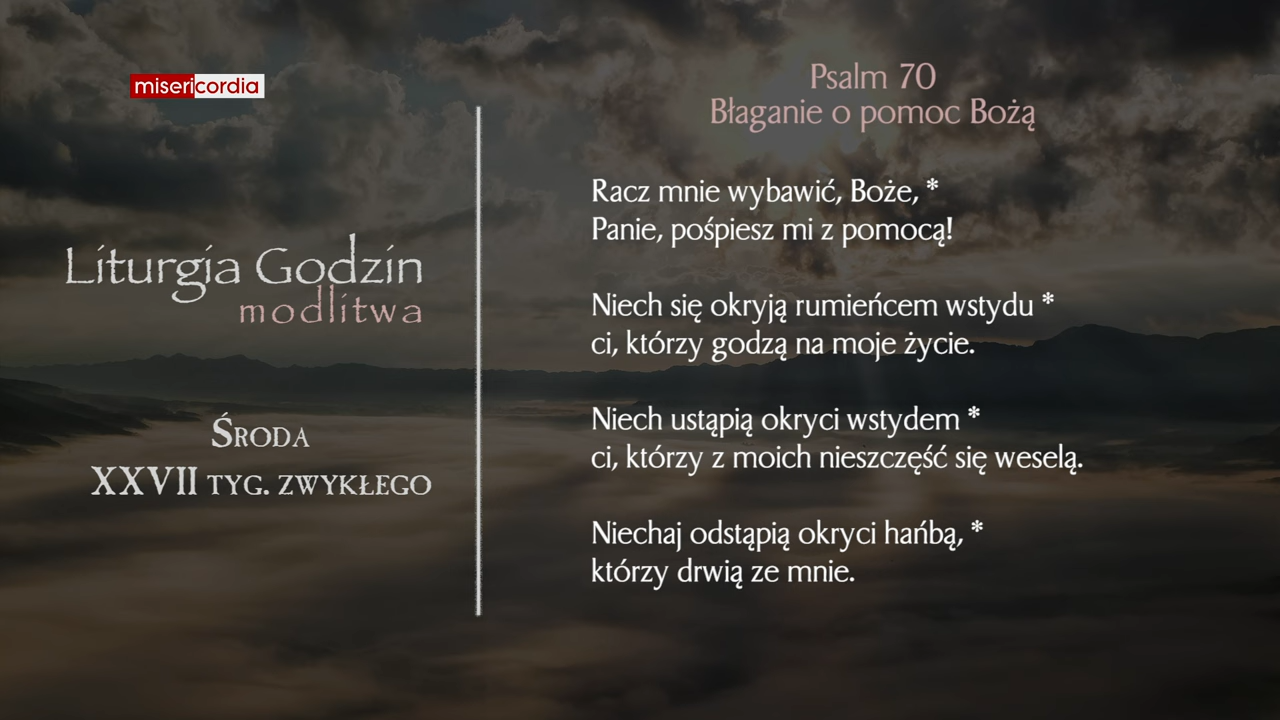 misericordia
Liturgia Godzin
modlitwa
Środa
XXVII tyg. zwykłego
Psalm 70
Błaganie o pomoc Bożą
Racz mnie wybawić, Boże, *
Panie, pośpiesz mi z pomocą!
Niech się okryją rumieńcem wstydu *
ci, którzy godzą na moje życie.
Niech ustąpią okryci wstydem *
ci, którzy z moich nieszczęść się weselą.
Niechaj odstąpią okryci hańbą, *
którzy drwią ze mnie.